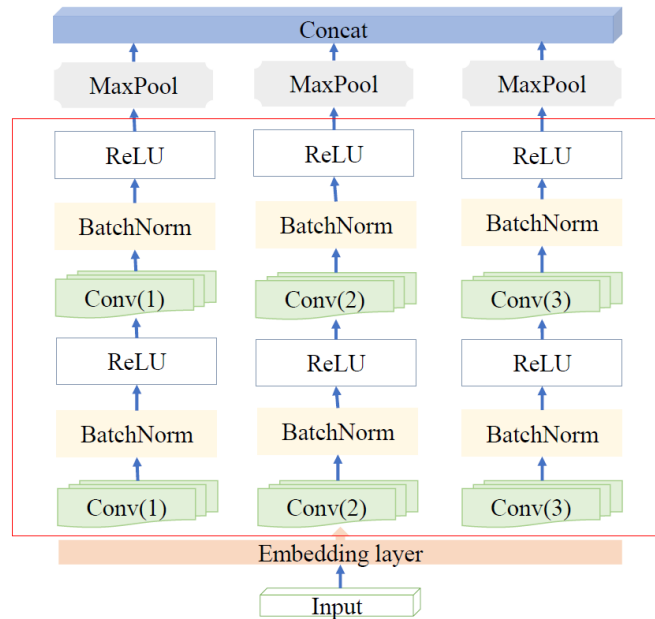 Concat
MaxPool MaxPool MaxPool
ReLU ReLU ReLU
BatchNorm BatchNorm BatchNorm
Conv(1) Conv(2) Conv(3)
ReLU ReLU ReLU
BatchNorm BatchNorm BatchNorm
Conv(1) Conv(2) Conv(3)
Embedding layer
Input